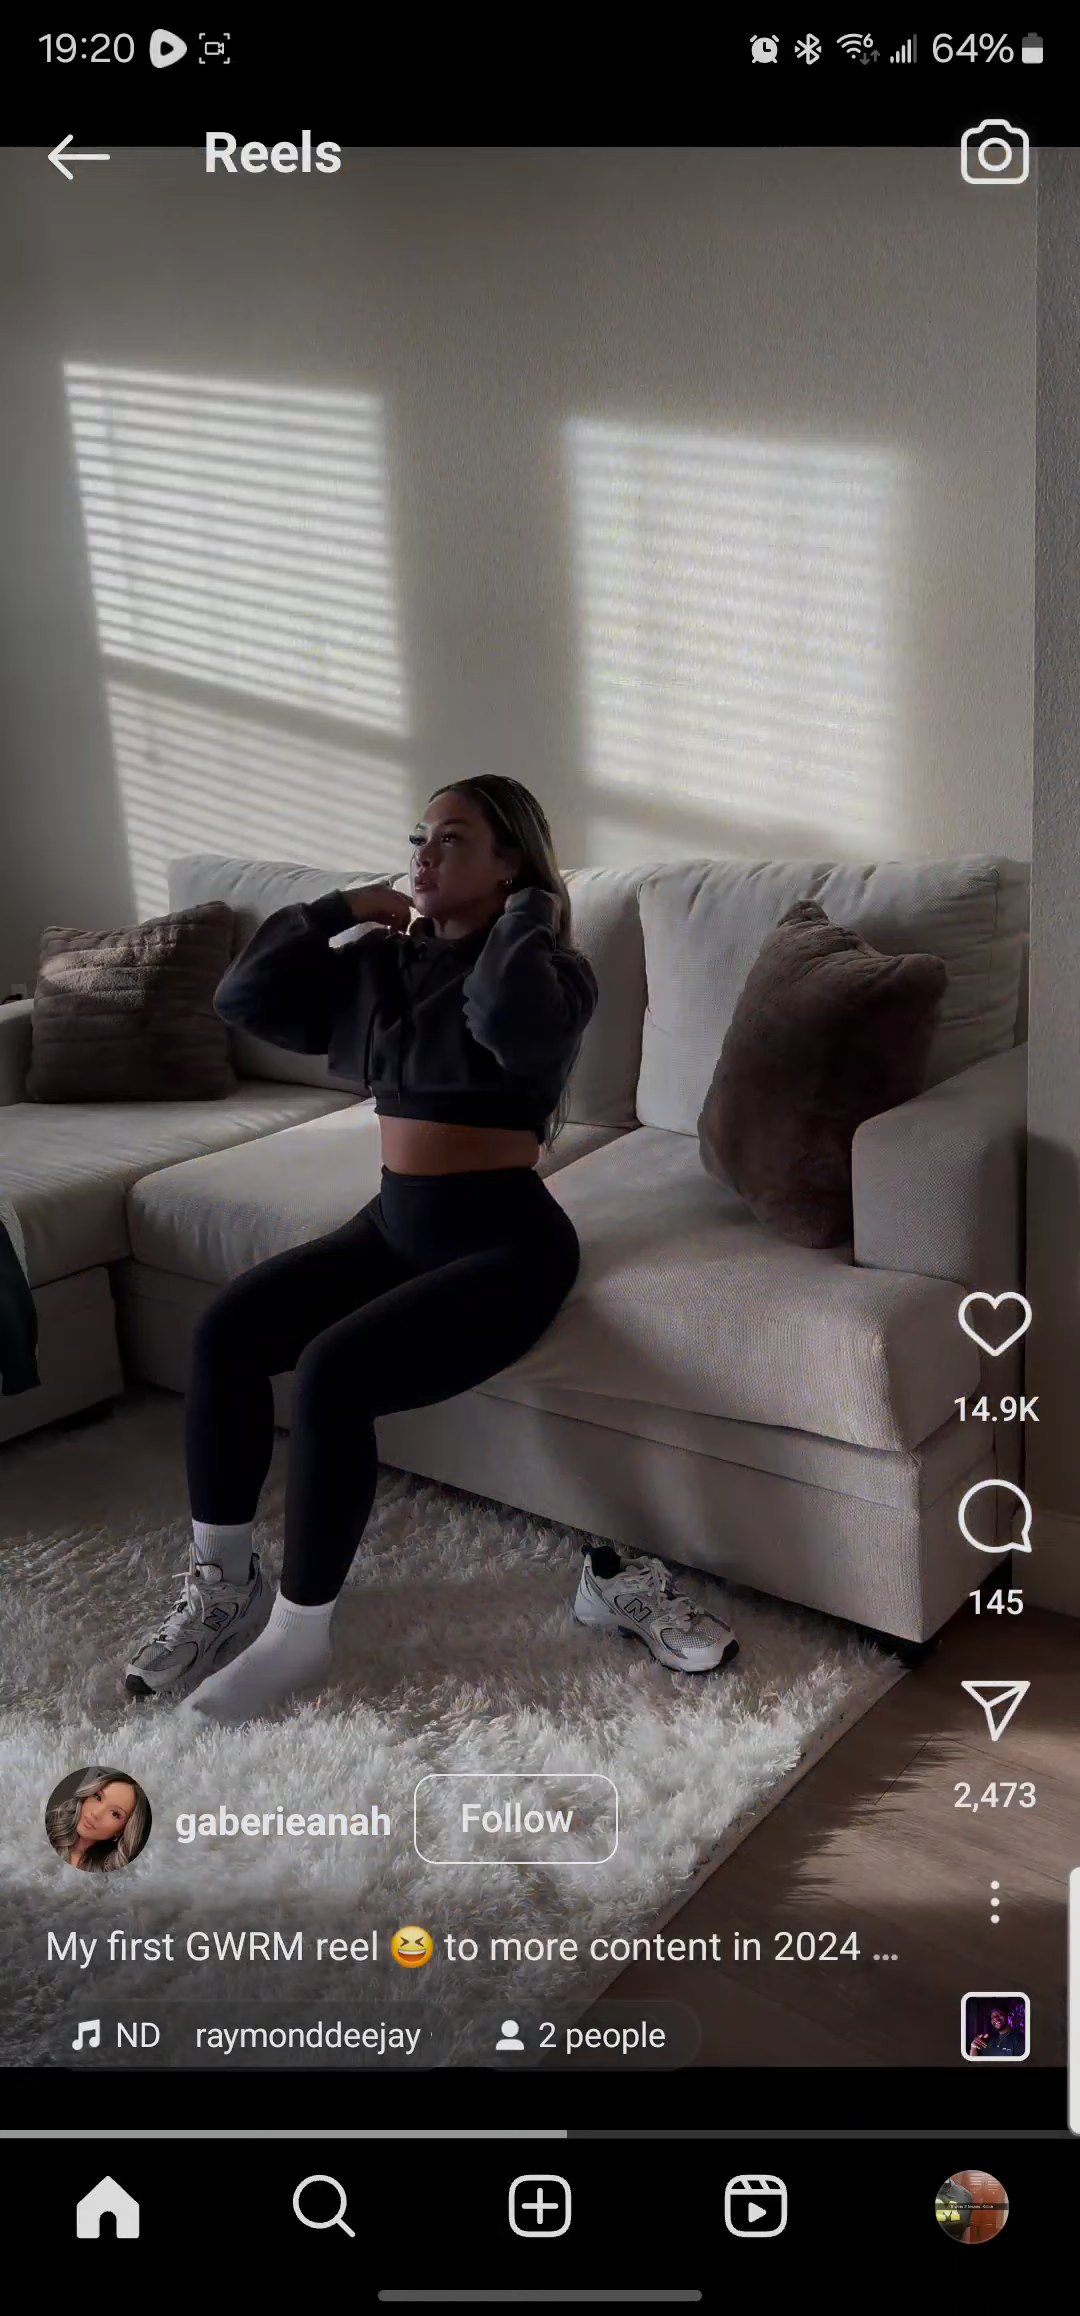 19:20
64%
Reels
14.9K
145
2,473
gaberieanah
Follow
My first GWRM reel 😆 to more content in 2024 ...
ND raymonddeejay
2 people
N
N